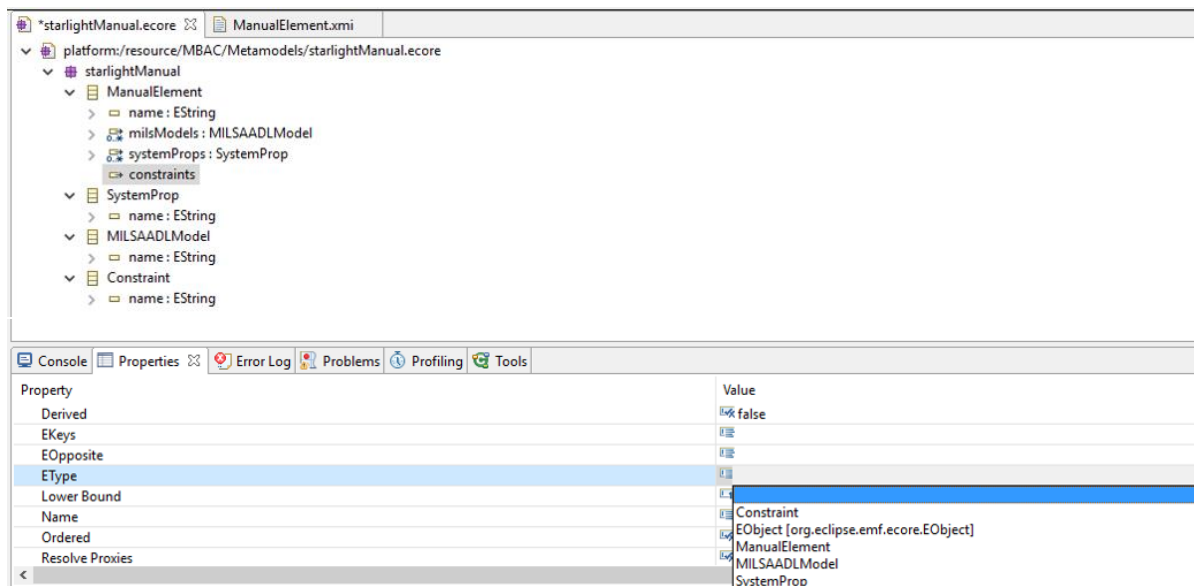 *starlightManual.ecore ManualElement.xmi
platform:/resource/MBAC/Metamodels/starlightManual.ecore
starlightManual
ManualElement
name : EString
milsModels : MILSAADLModel
systemProps : SystemProp
constraints
SystemProp
name : EString
MILSAADLModel
name : EString
Constraint
name : EString
Console Properties Error Log Problems Profiling Tools
Property Value
Derived false
EKeys
EOpposite
EType
Lower Bound
Name Constraint
Ordered EObject [org.eclipse.emf.ecore.EObject]
ManualElement
Resolve Proxies MILSAADLModel
SystemProp